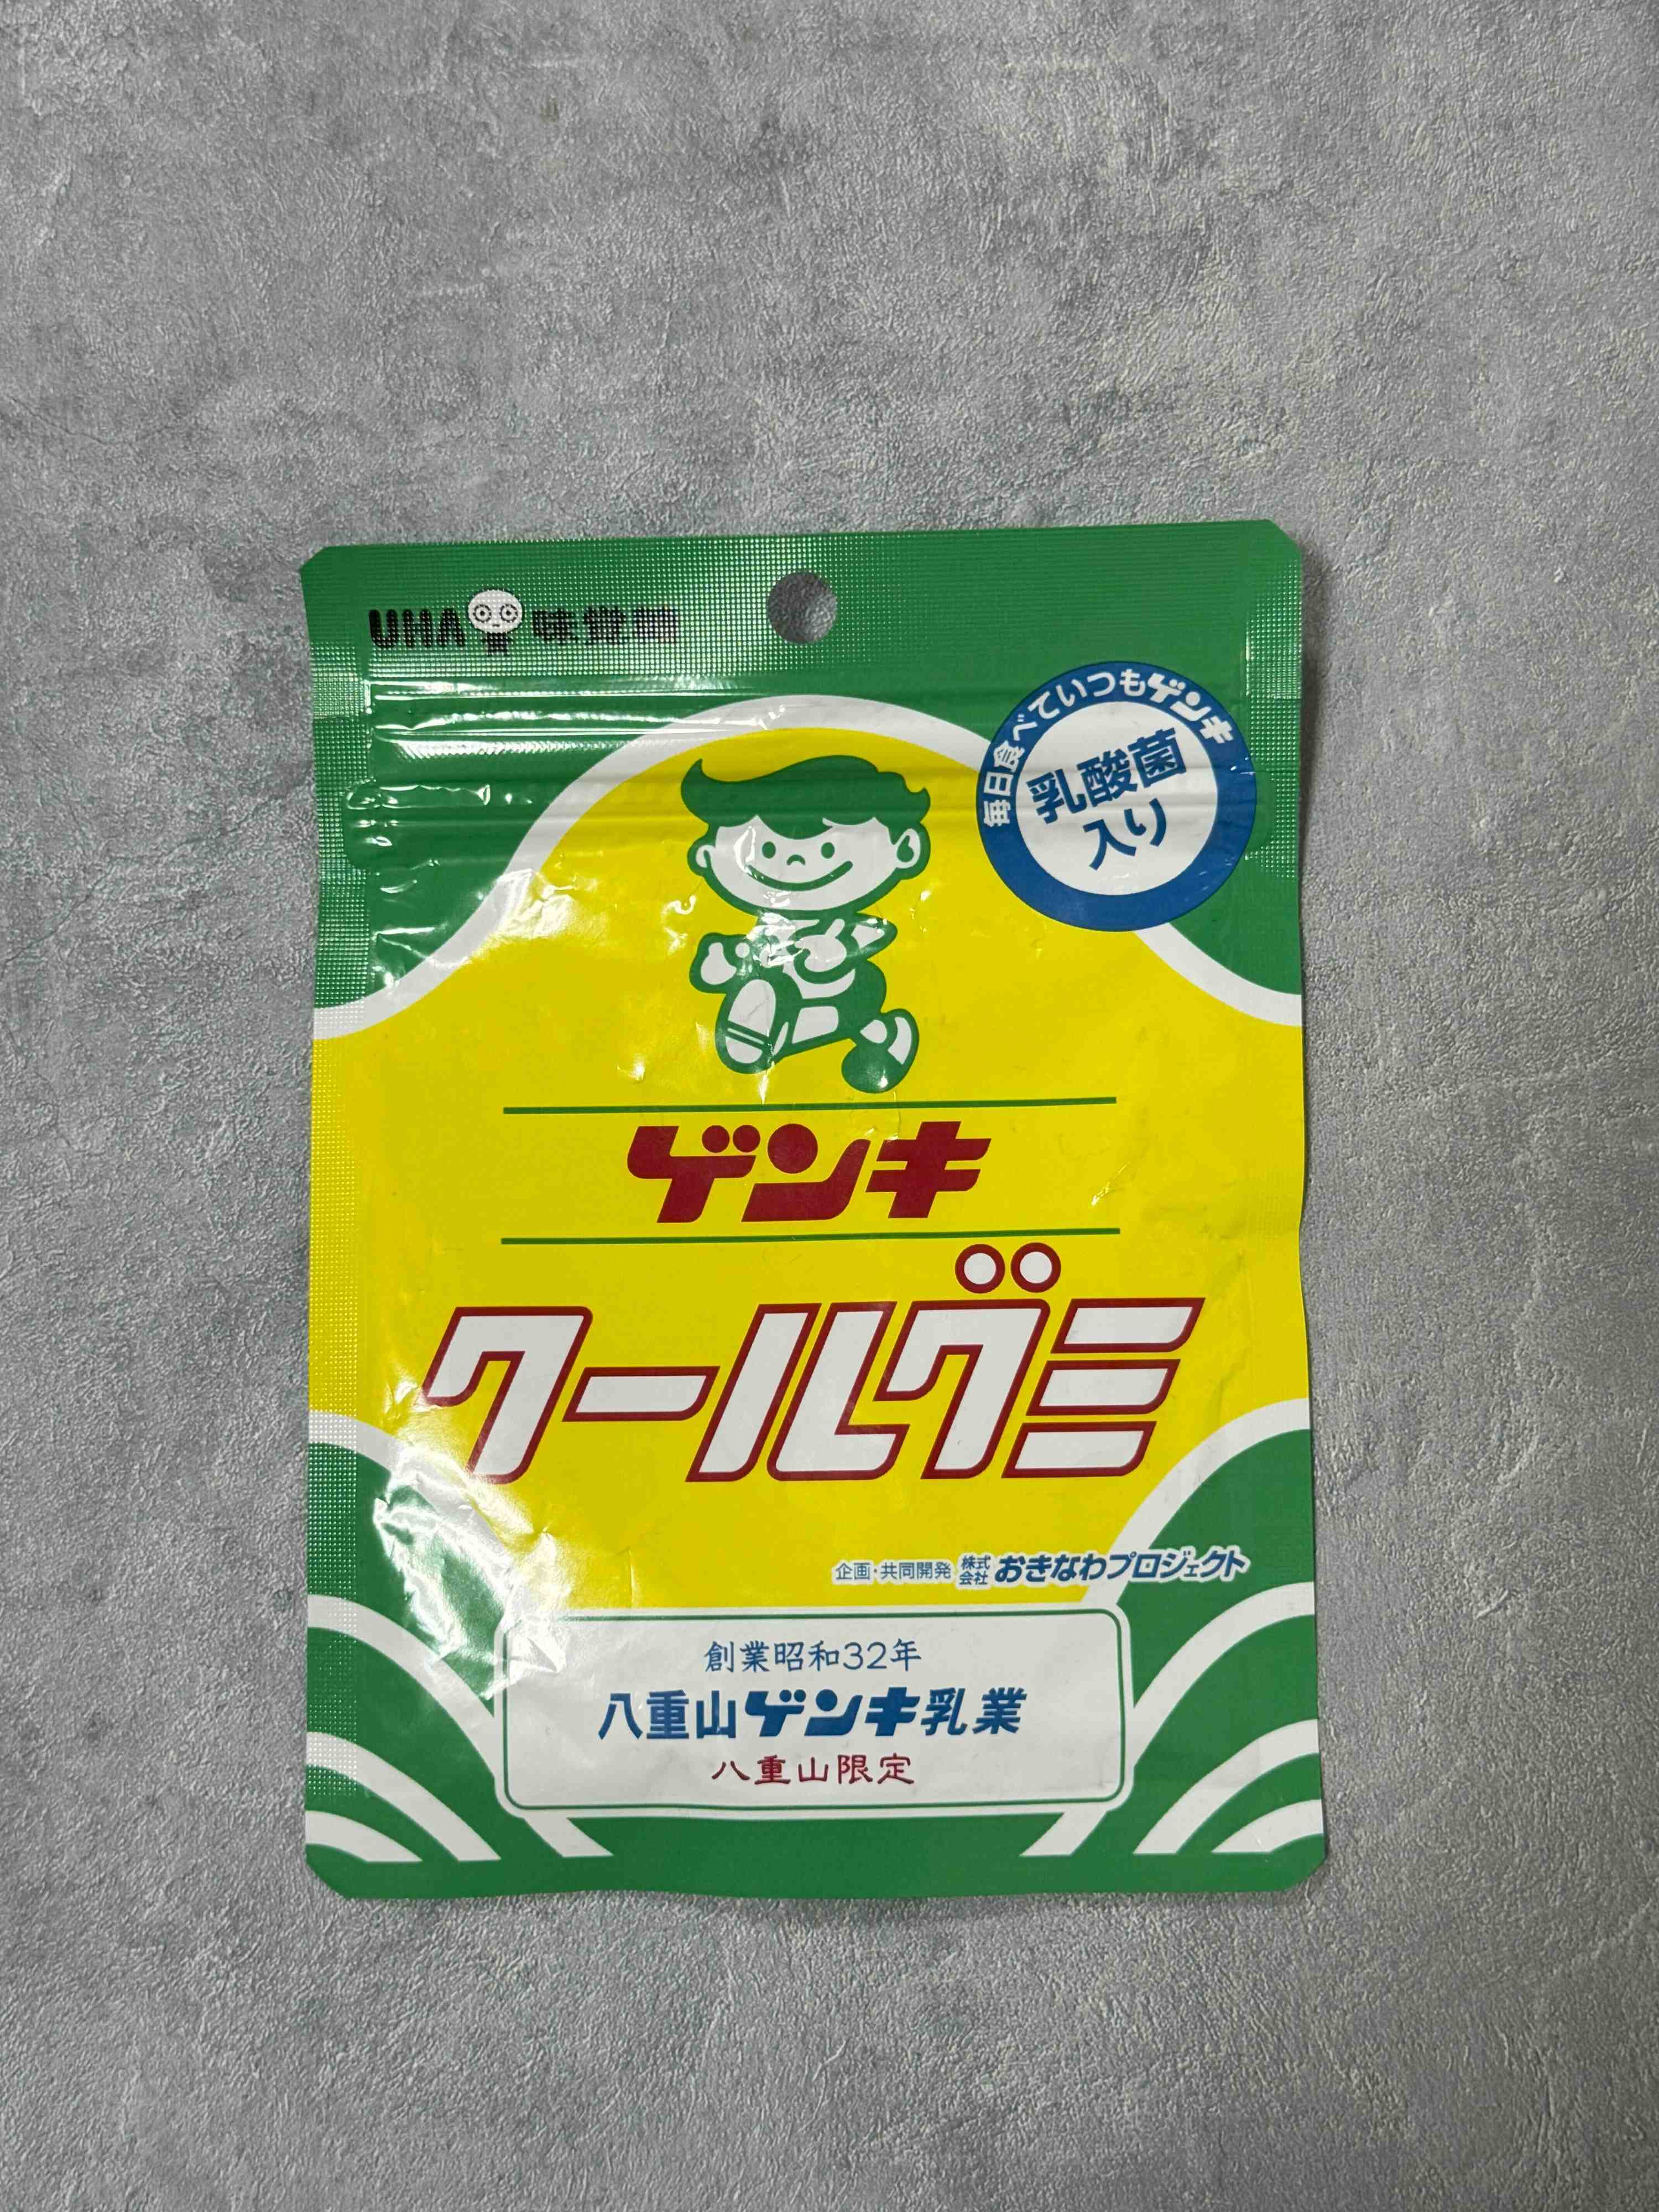 UHA味覚糖
毎日食べていつもゲンキ
乳酸菌
入り
ゲンキ
クールグミ
企画・共同開発 株式会社 おきなわプロジェクト
創業昭和32年
八重山ゲンキ乳業
八重山限定